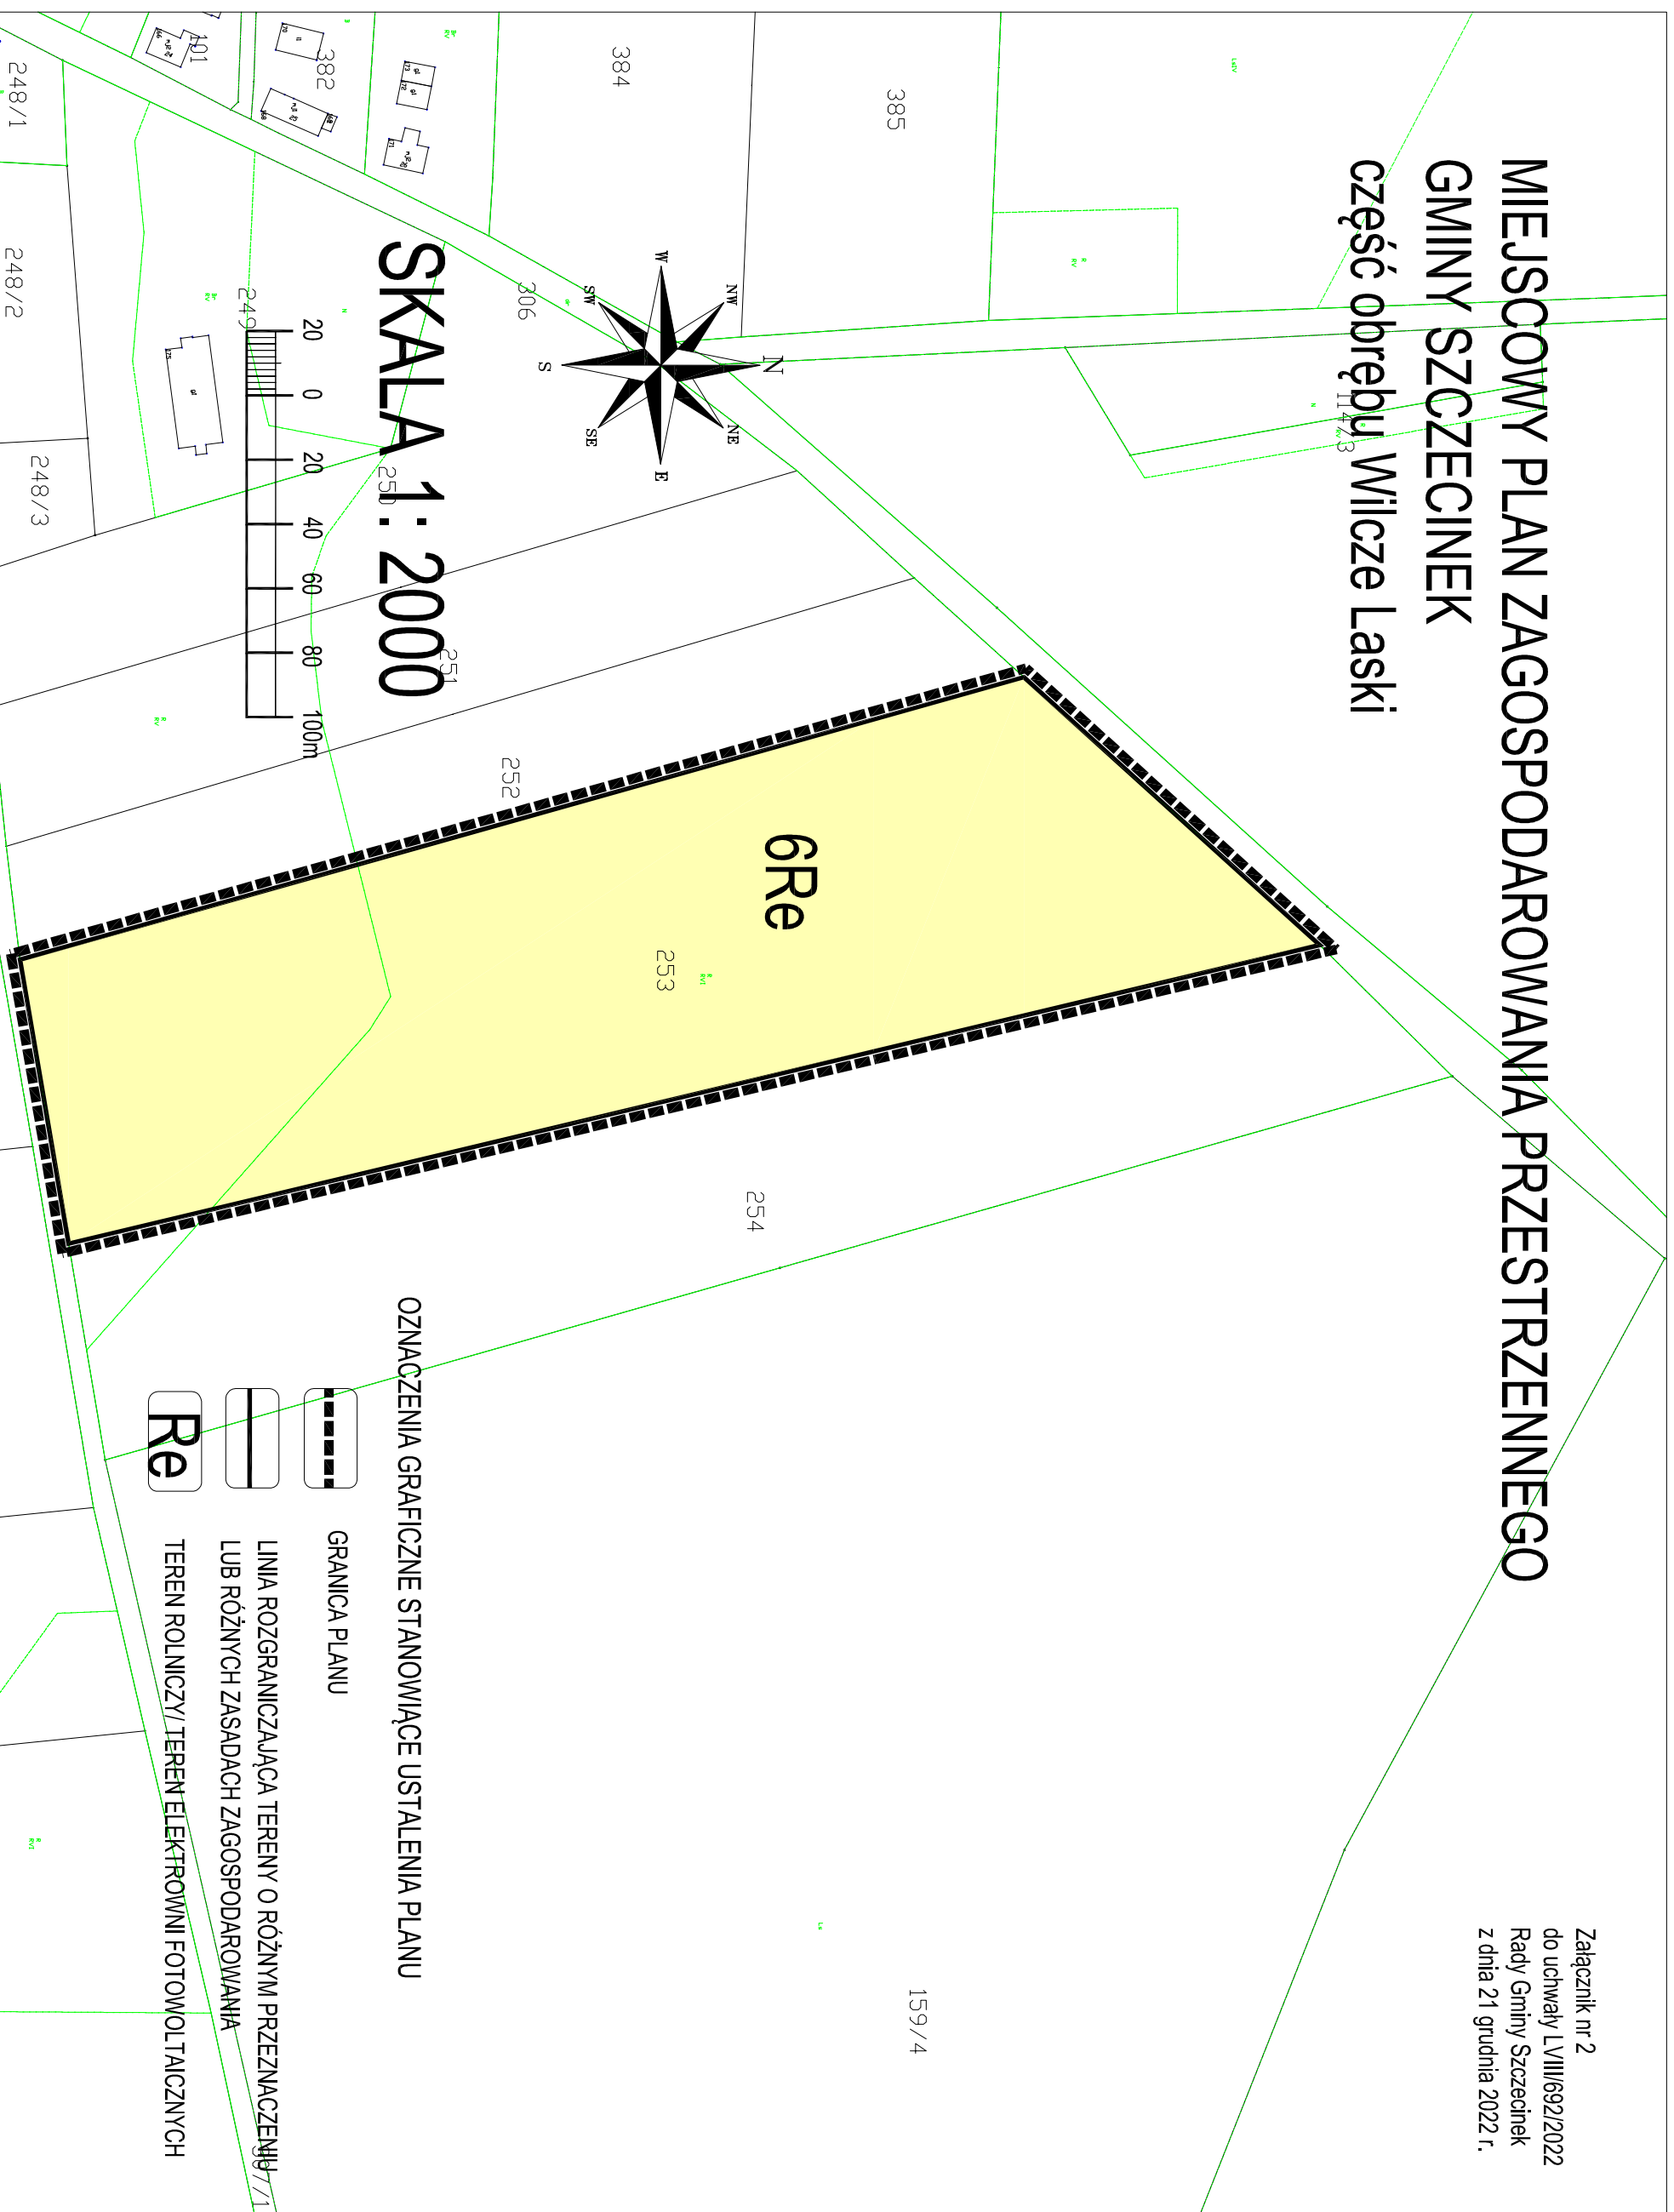 Załącznik nr 2
do uchwały LVIII/692/2022
Rady Gminy Szczecinek
z dnia 21 grudnia 2022 r.
MIEJSCOWY PLAN ZAGOSPODAROWANIA PRZESTRZENNEGO
GMINY SZCZECINEK
część obrębu Wilcze Laski
385
384
382
101
114/3
N
NE
E
SE
S
SW
W
NW
306
SKALA 1: 2000
20 0 20 40 60 80 100m
249
250
251
252
248/1
248/2
248/3
6Re
253
254
159/4
OZNACZENIA GRAFICZNE STANOWIĄCE USTALENIA PLANU
GRANICA PLANU
LINIA ROZGRANICZAJĄCA TERENY O RÓŻNYM PRZEZNACZENIU
LUB RÓŻNYCH ZASADACH ZAGOSPODAROWANIA
Re TEREN ROLNICZY/ TEREN ELEKTROWNI FOTOWOLTAICZNYCH